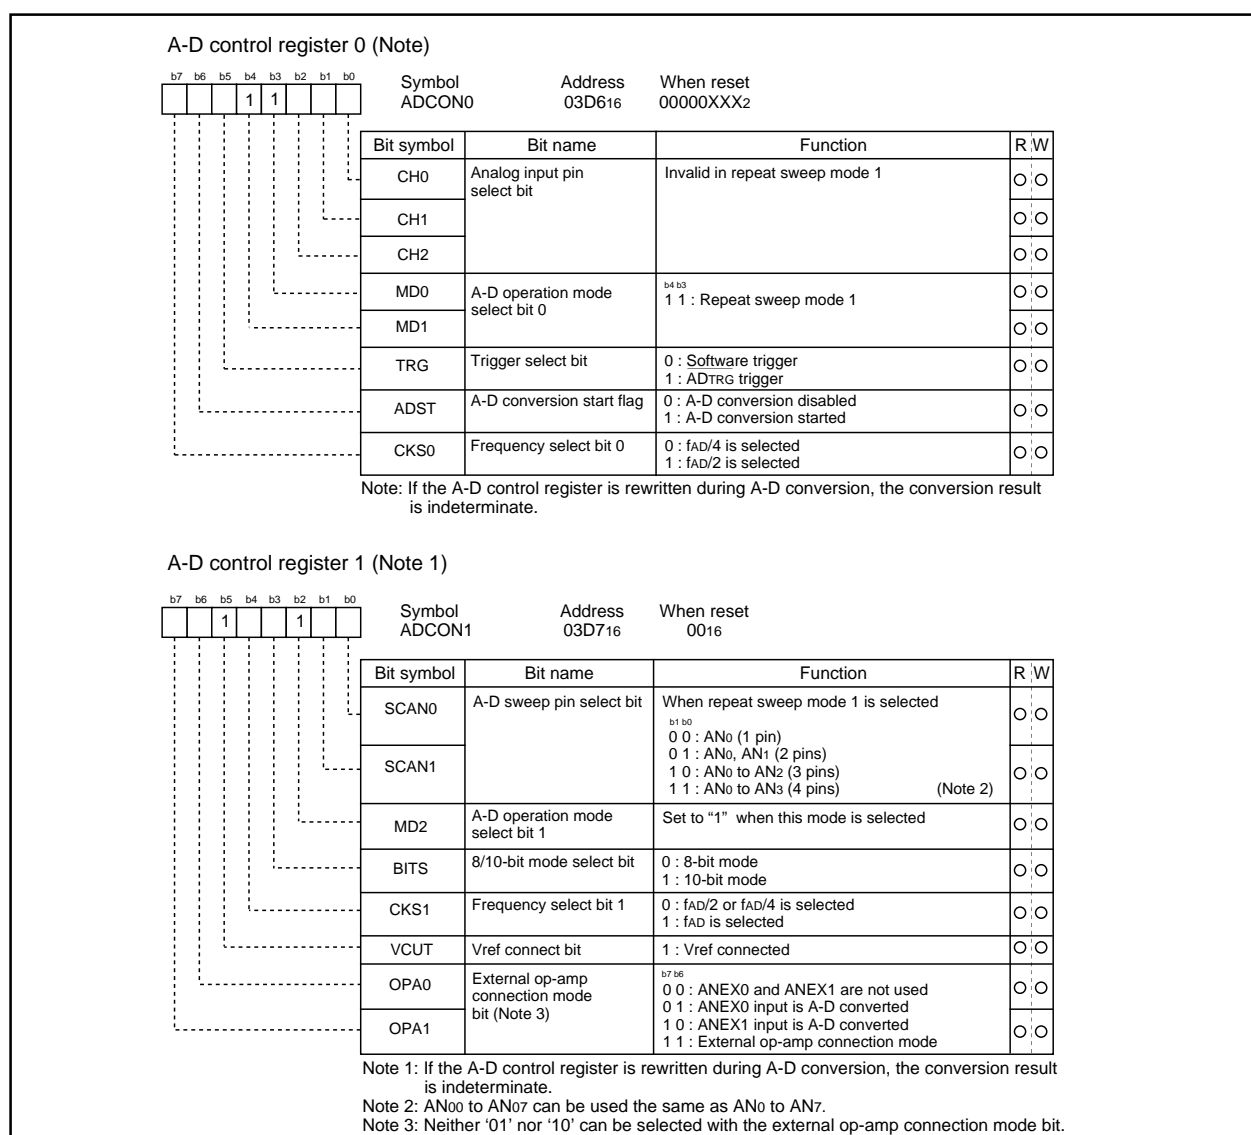 A-D control register 0 (Note)
b7 b6 b5 b4 b3 b2 b1 b0
1 1
Symbol Address When reset
ADCON0 03D616 00000XXX2
Bit symbol Bit name Function R W
CH0 Analog input pin select bit Invalid in repeat sweep mode 1
CH1
CH2
MD0 A-D operation mode select bit 0 b4 b3
1 1 : Repeat sweep mode 1
MD1
TRG Trigger select bit 0 : Software trigger
1 : ADTRG trigger
ADST A-D conversion start flag 0 : A-D conversion disabled
1 : A-D conversion started
CKS0 Frequency select bit 0 0 : fAD/4 is selected
1 : fAD/2 is selected
Note: If the A-D control register is rewritten during A-D conversion, the conversion result
is indeterminate.
A-D control register 1 (Note 1)
b7 b6 b5 b4 b3 b2 b1 b0
1 1
Symbol Address When reset
ADCON1 03D716 0016
Bit symbol Bit name Function R W
SCAN0 A-D sweep pin select bit When repeat sweep mode 1 is selected
b1 b0
0 0 : AN0 (1 pin)
0 1 : AN0, AN1 (2 pins)
SCAN1 1 0 : AN0 to AN2 (3 pins)
1 1 : AN0 to AN3 (4 pins) (Note 2)
MD2 A-D operation mode select bit 1 Set to “1” when this mode is selected
BITS 8/10-bit mode select bit 0 : 8-bit mode
1 : 10-bit mode
CKS1 Frequency select bit 1 0 : fAD/2 or fAD/4 is selected
1 : fAD is selected
VCUT Vref connect bit 1 : Vref connected
OPA0 External op-amp connection mode bit (Note 3) b7 b6
0 0 : ANEX0 and ANEX1 are not used
0 1 : ANEX0 input is A-D converted
OPA1 1 0 : ANEX1 input is A-D converted
1 1 : External op-amp connection mode
Note 1: If the A-D control register is rewritten during A-D conversion, the conversion result
is indeterminate.
Note 2: AN00 to AN07 can be used the same as AN0 to AN7.
Note 3: Neither ‘01’ nor ‘10’ can be selected with the external op-amp connection mode bit.